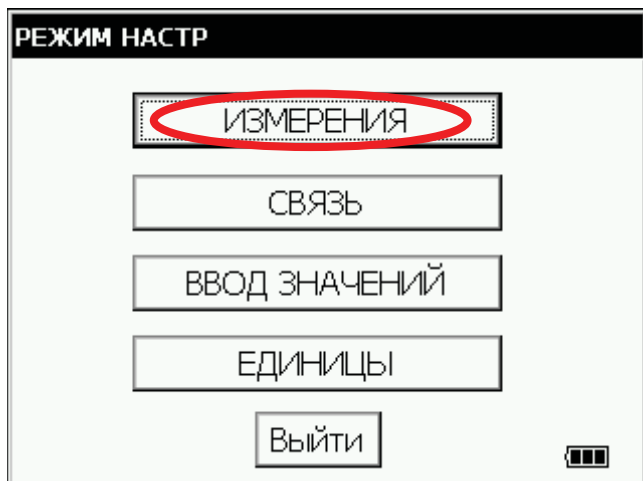 РЕЖИМ НАСТР
ИЗМЕРЕНИЯ
СВЯЗЬ
ВВОД ЗНАЧЕНИЙ
ЕДИНИЦЫ
Выйти